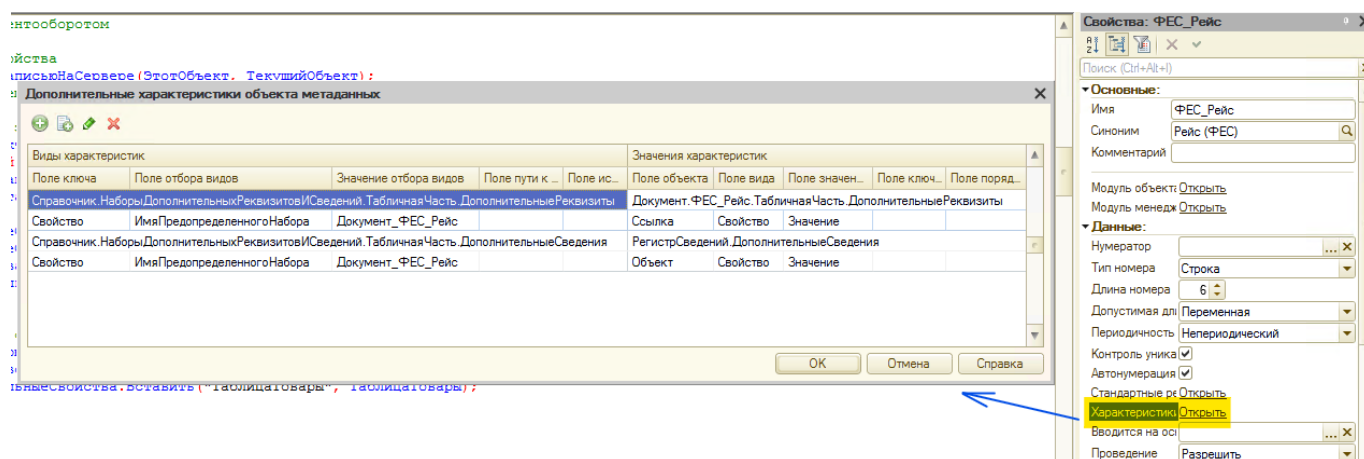 ентооборотом
ойства
аписьюНаСервере(ЭтотОбъект, ТекущийОбъект);
Дополнительные характеристики объекта метаданных
Виды характеристик Значения характеристик
Поле ключа Поле отбора видов Значение отбора видов Поле пути к ... Поле ис... Поле объекта Поле вида Поле значен... Поле ключ... Поле поряд...
Справочник.НаборыДополнительныхРеквизитовИСведений.ТабличнаяЧасть.ДополнительныеРеквизиты Документ.ФЕС_Рейс.ТабличнаяЧасть.ДополнительныеРеквизиты
Свойство ИмяПредопределенногоНабора Документ_ФЕС_Рейс Ссылка Свойство Значение
Справочник.НаборыДополнительныхРеквизитовИСведений.ТабличнаяЧасть.ДополнительныеСведения РегистрСведений.ДополнительныеСведения
Свойство ИмяПредопределенногоНабора Документ_ФЕС_Рейс Объект Свойство Значение
OK Отмена Справка
ьныеСвойства.Вставить("ТаблицаТовары", ТаблицаТовары);
Свойства: ФЕС_Рейс
Поиск (Ctrl+Alt+I)
Основные:
Имя ФЕС_Рейс
Синоним Рейс (ФЕС)
Комментарий
Модуль объекта Открыть
Модуль менедж Открыть
Данные:
Нумератор ...
Тип номера Строка
Длина номера 6
Допустимая дли Переменная
Периодичность Непериодический
Контроль уника
Автонумерация
Стандартные ре Открыть
Характеристики Открыть
Вводится на осн ...
Проведение Разрешить